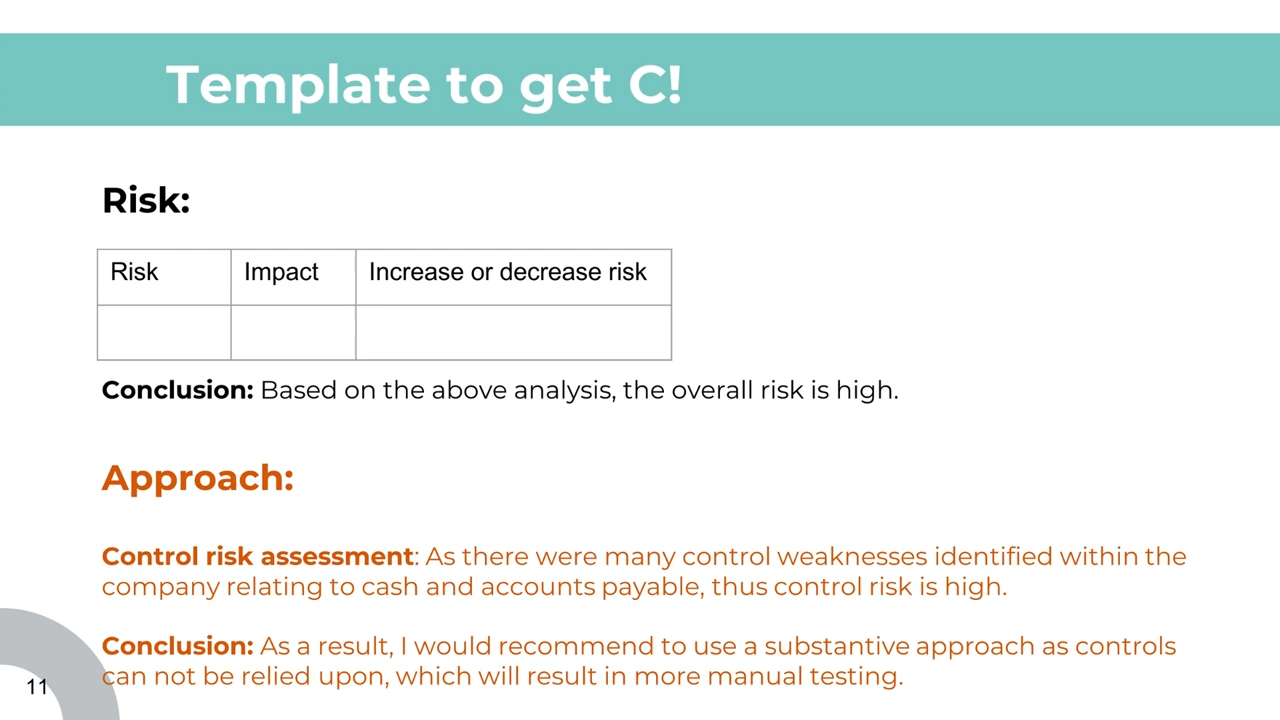 Template to get C!
Risk:
Risk Impact Increase or decrease risk
Conclusion: Based on the above analysis, the overall risk is high.
Approach:
Control risk assessment: As there were many control weaknesses identified within the
company relating to cash and accounts payable, thus control risk is high.
Conclusion: As a result, I would recommend to use a substantive approach as controls
can not be relied upon, which will result in more manual testing.
11